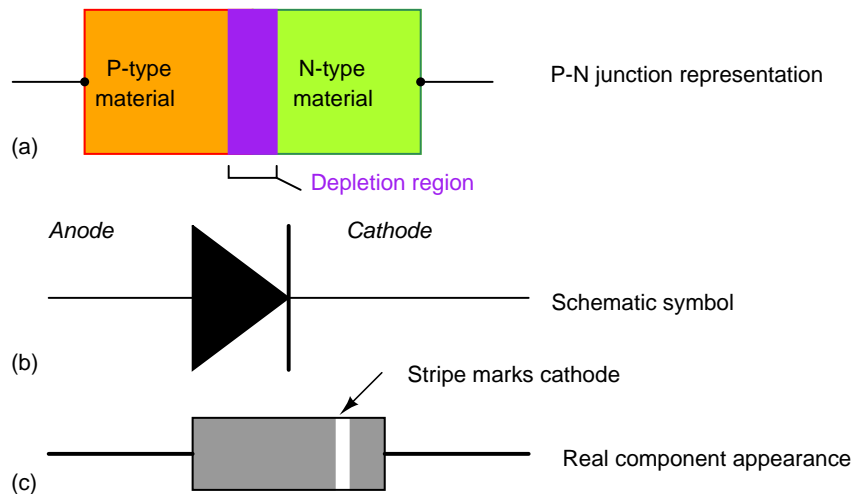 P-type
material
N-type
material
P-N junction representation
(a)
Depletion region
Anode
Cathode
Schematic symbol
(b)
Stripe marks cathode
Real component appearance
(c)